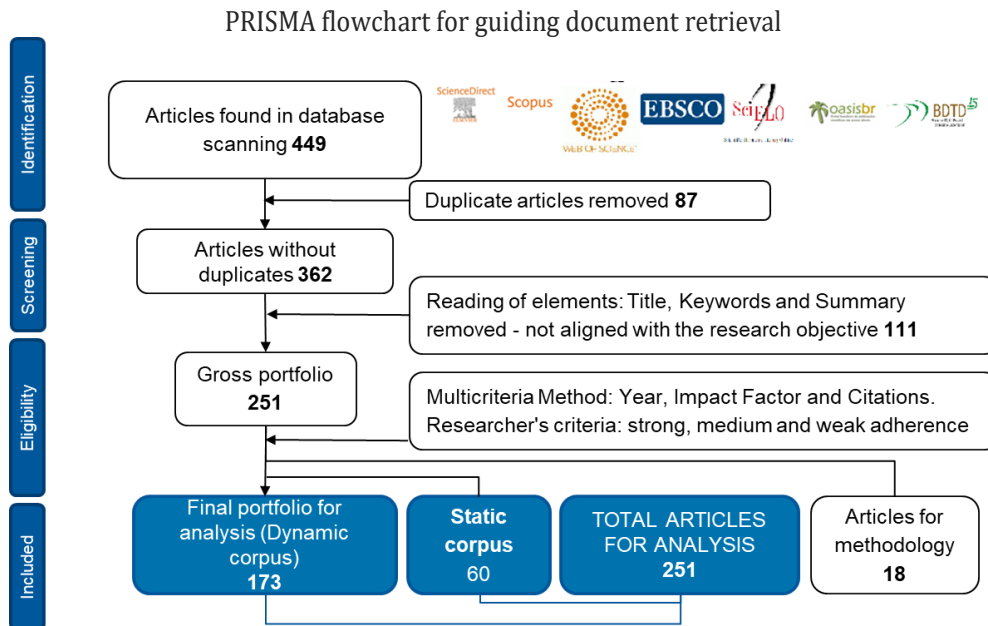 PRISMA flowchart for guiding document retrieval
Identification
Articles found in database
scanning 449
ScienceDirect
Scopus
WEB OF SCIENCE
EBSCO
SciELO
oasisbr
BDTD
Duplicate articles removed 87
Screening
Articles without
duplicates 362
Reading of elements: Title, Keywords and Summary
removed - not aligned with the research objective 111
Eligibility
Gross portfolio
251
Multicriteria Method: Year, Impact Factor and Citations.
Researcher's criteria: strong, medium and weak adherence
Included
Final portfolio for
analysis (Dynamic
corpus)
173
Static
corpus
60
TOTAL ARTICLES
FOR ANALYSIS
251
Articles for
methodology
18